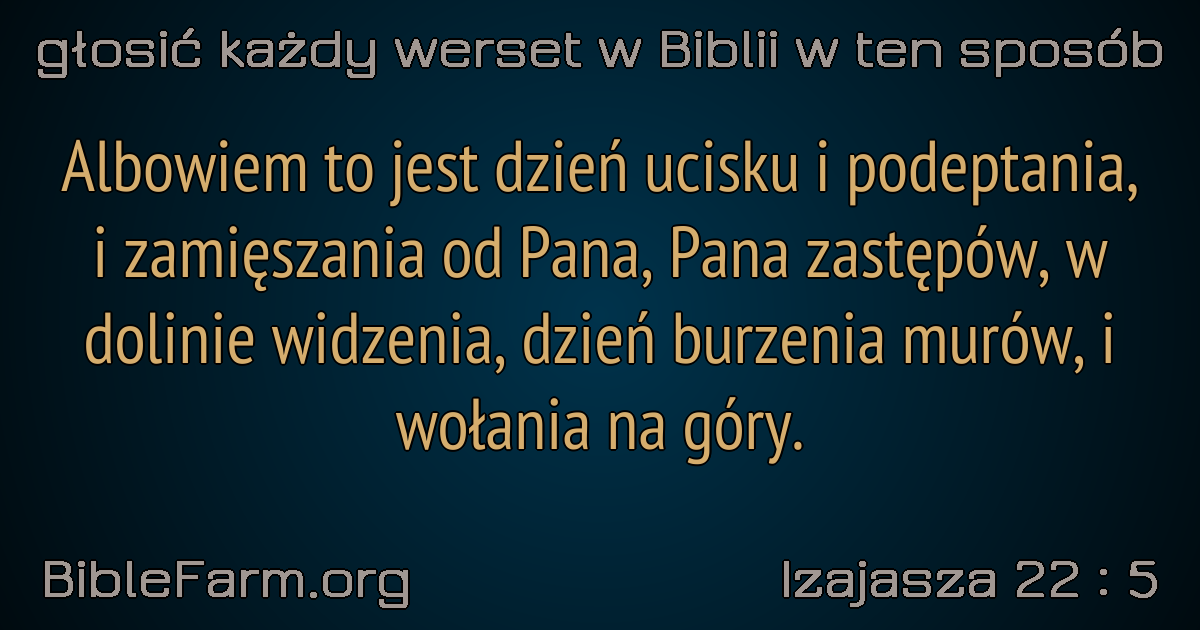 głosić każdy werset w Biblii w ten sposób
Albowiem to jest dzień ucisku i podeptania,
i zamięszania od Pana, Pana zastępów, w
dolinie widzenia, dzień burzenia murów, i
wołania na góry.
BibleFarm.org
Izajasza 22 : 5